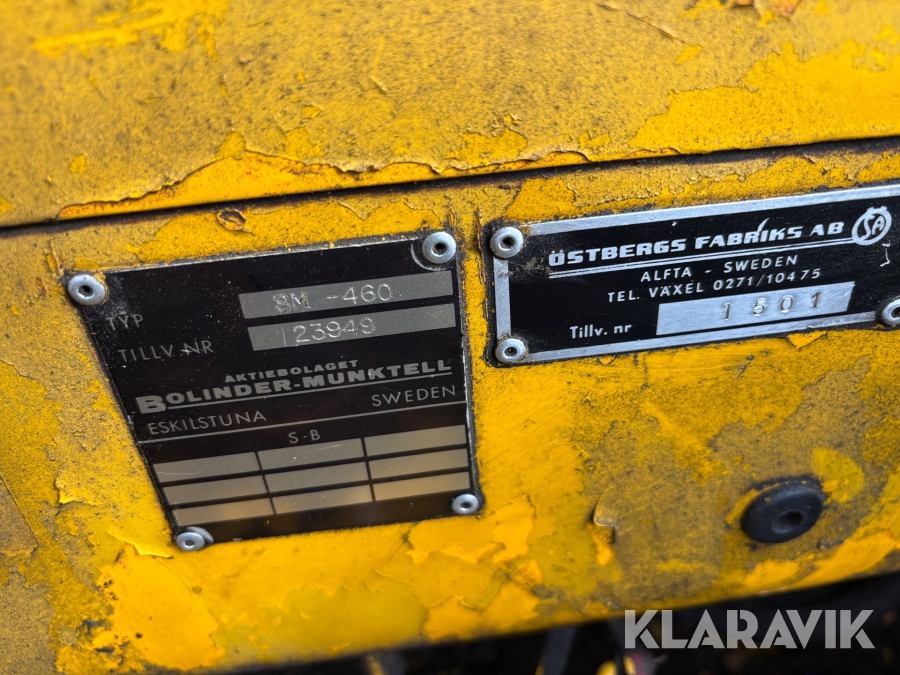 TYP SM -460
TILLV NR 23949
AKTIEBOLAGET
BOLINDER-MUNKTELL
ESKILSTUNA SWEDEN
S-B
ÖSTBERGS FABRIKS AB
ALFTA - SWEDEN
TEL. VÄXEL 0271/10475
Tillv. nr 1501
KLARAVIK